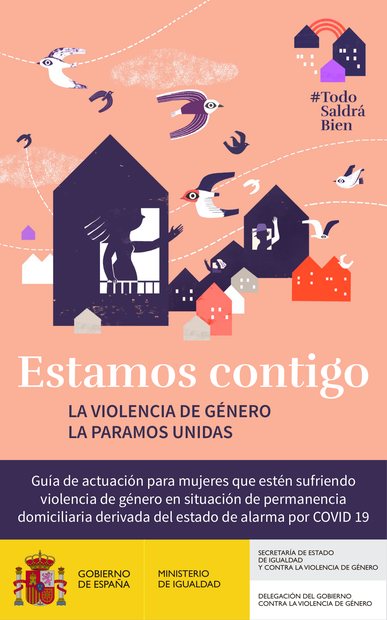 #Todo
Saldrá
Bien
Estamos contigo
LA VIOLENCIA DE GÉNERO
LA PARAMOS UNIDAS
Guía de actuación para mujeres que estén sufriendo
violencia de género en situación de permanencia
domiciliaria derivada del estado de alarma por COVID 19
GOBIERNO
DE ESPAÑA
MINISTERIO
DE IGUALDAD
SECRETARÍA DE ESTADO
DE IGUALDAD
Y CONTRA LA VIOLENCIA DE GÉNERO
DELEGACIÓN DEL GOBIERNO
CONTRA LA VIOLENCIA DE GÉNERO